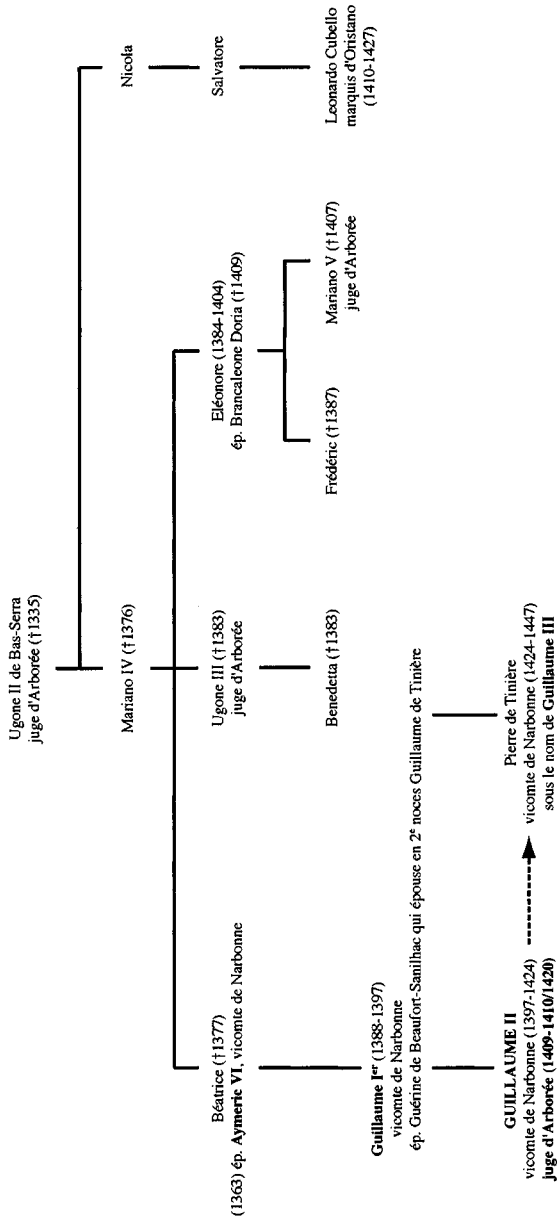 Ugone II de Bas-Serra
juge d'Arborée (†1335)
Mariano IV (†1376)
Nicola
Béatrice (†1377)
(1363) ép. Aymeric VI, vicomte de Narbonne
Ugone III (†1383)
juge d'Arborée
Eléonore (1384-1404)
ép. Brancaleone Doria (†1409)
Salvatore
Guillaume Ier (1388-1397)
vicomte de Narbonne
ép. Guérine de Beaufort-Sanilhac qui épouse en 2e noces Guillaume de Tinière
Benedetta (†1383)
Frédéric (†1387)
Mariano V (†1407)
juge d'Arborée
Leonardo Cubello
marquis d'Oristano
(1410-1427)
GUILLAUME II
vicomte de Narbonne (1397-1424)
juge d'Arborée (1409-1410/1420)
Pierre de Tinière
vicomte de Narbonne (1424-1447)
sous le nom de Guillaume III